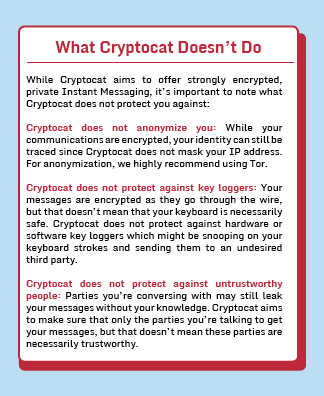 What Cryptocat Doesn't Do
While Cryptocat aims to offer strongly encrypted,
private Instant Messaging, it's important to note what
Cryptocat does not protect you against:
Cryptocat does not anonymize you: While your
communications are encrypted, your identity can still be
traced since Cryptocat does not mask your IP address.
For anonymization, we highly recommend using Tor.
Cryptocat does not protect against key loggers: Your
messages are encrypted as they go through the wire,
but that doesn't mean that your keyboard is necessarily
safe. Cryptocat does not protect against hardware or
software key loggers which might be snooping on your
keyboard strokes and sending them to an undesired
third party.
Cryptocat does not protect against untrustworthy
people: Parties you're conversing with may still leak
your messages without your knowledge. Cryptocat aims
to make sure that only the parties you're talking to get
your messages, but that doesn't mean these parties are
necessarily trustworthy.